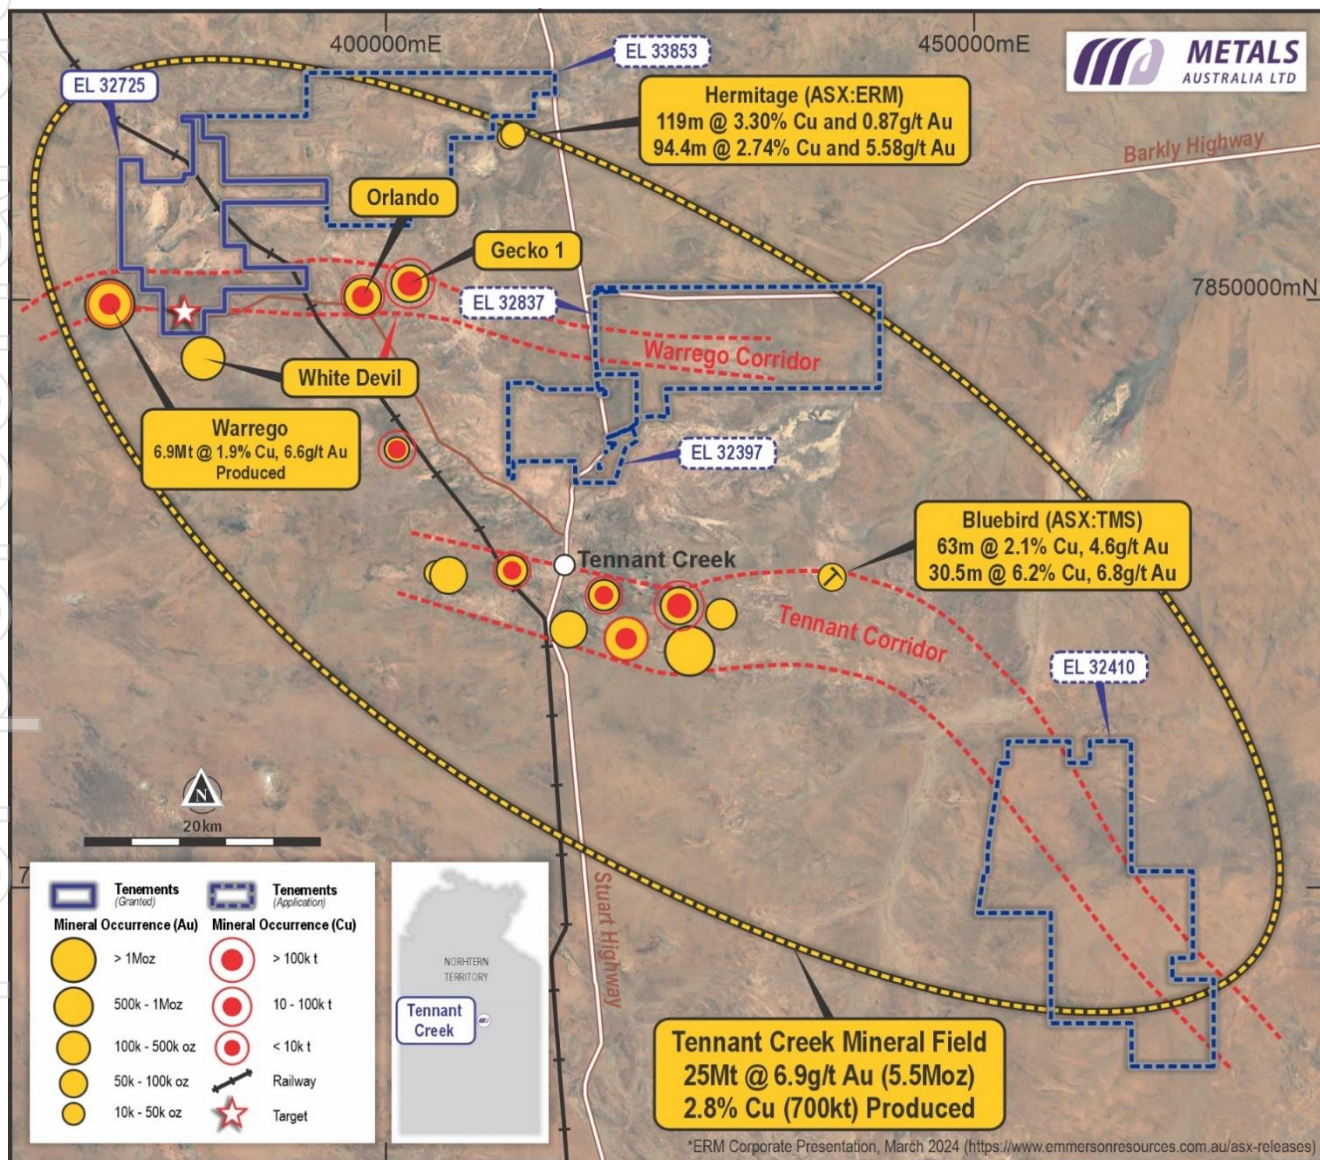 400000mE
450000mE
EL 33853
METALS
AUSTRALIA LTD
EL 32725
Hermitage (ASX:ERM)
119m @ 3.30% Cu and 0.87g/t Au
94.4m @ 2.74% Cu and 5.58g/t Au
Barkly Highway
Orlando
Gecko 1
7850000mN
EL 32837
Warrego Corridor
White Devil
Warrego
6.9Mt @ 1.9% Cu, 6.6g/t Au
Produced
EL 32397
Bluebird (ASX:TMS)
63m @ 2.1% Cu, 4.6g/t Au
30.5m @ 6.2% Cu, 6.8g/t Au
Tennant Creek
Tennant Corridor
EL 32410
N
20km
7
Stuart Highway
Tenements
(Granted)
Tenements
(Application)
Mineral Occurrence (Au)
Mineral Occurrence (Cu)
> 1Moz
> 100k t
500k - 1Moz
10 - 100k t
100k - 500k oz
< 10k t
50k - 100k oz
Railway
10k - 50k oz
Target
NORHTERN
TERRITORY
Tennant
Creek
Tennant Creek Mineral Field
25Mt @ 6.9g/t Au (5.5Moz)
2.8% Cu (700kt) Produced
*ERM Corporate Presentation, March 2024 (https://www.emmersonresources.com.au/asx-releases)